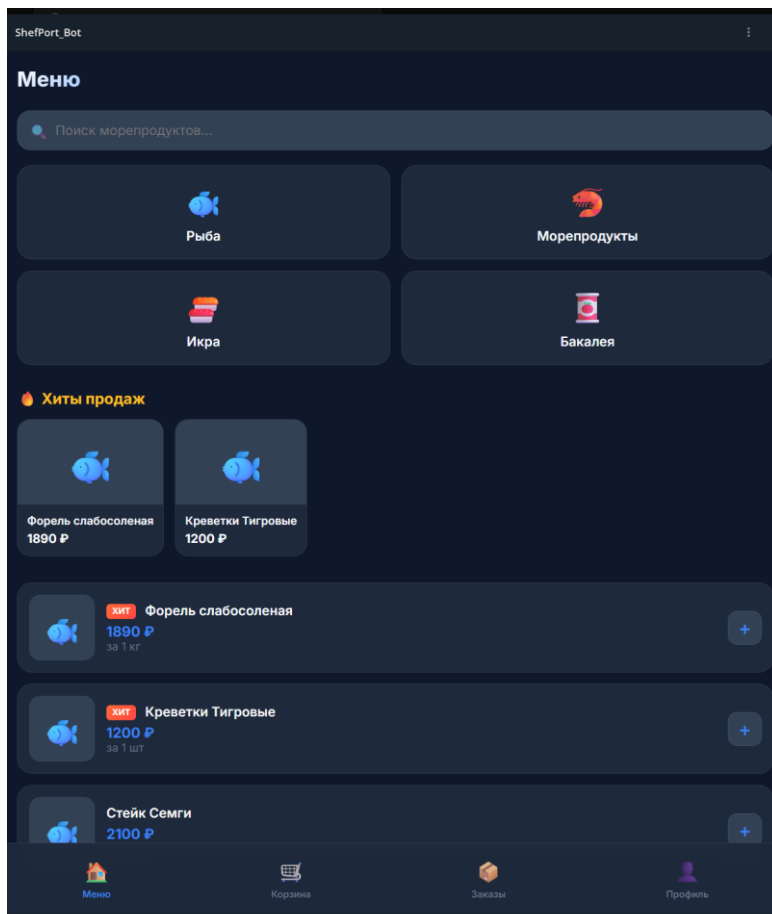 ShefPort_Bot
Меню
Поиск морепродуктов...
Рыба
Морепродукты
Икра
Бакалея
Хиты продаж
Форель слабосоленая
1890 ₽
Креветки Тигровые
1200 ₽
ХИТ Форель слабосоленая
1890 ₽
за 1 кг
+
ХИТ Креветки Тигровые
1200 ₽
за 1 шт
+
Стейк Семги
2100 ₽
+
Меню
Корзина
Заказы
Профиль